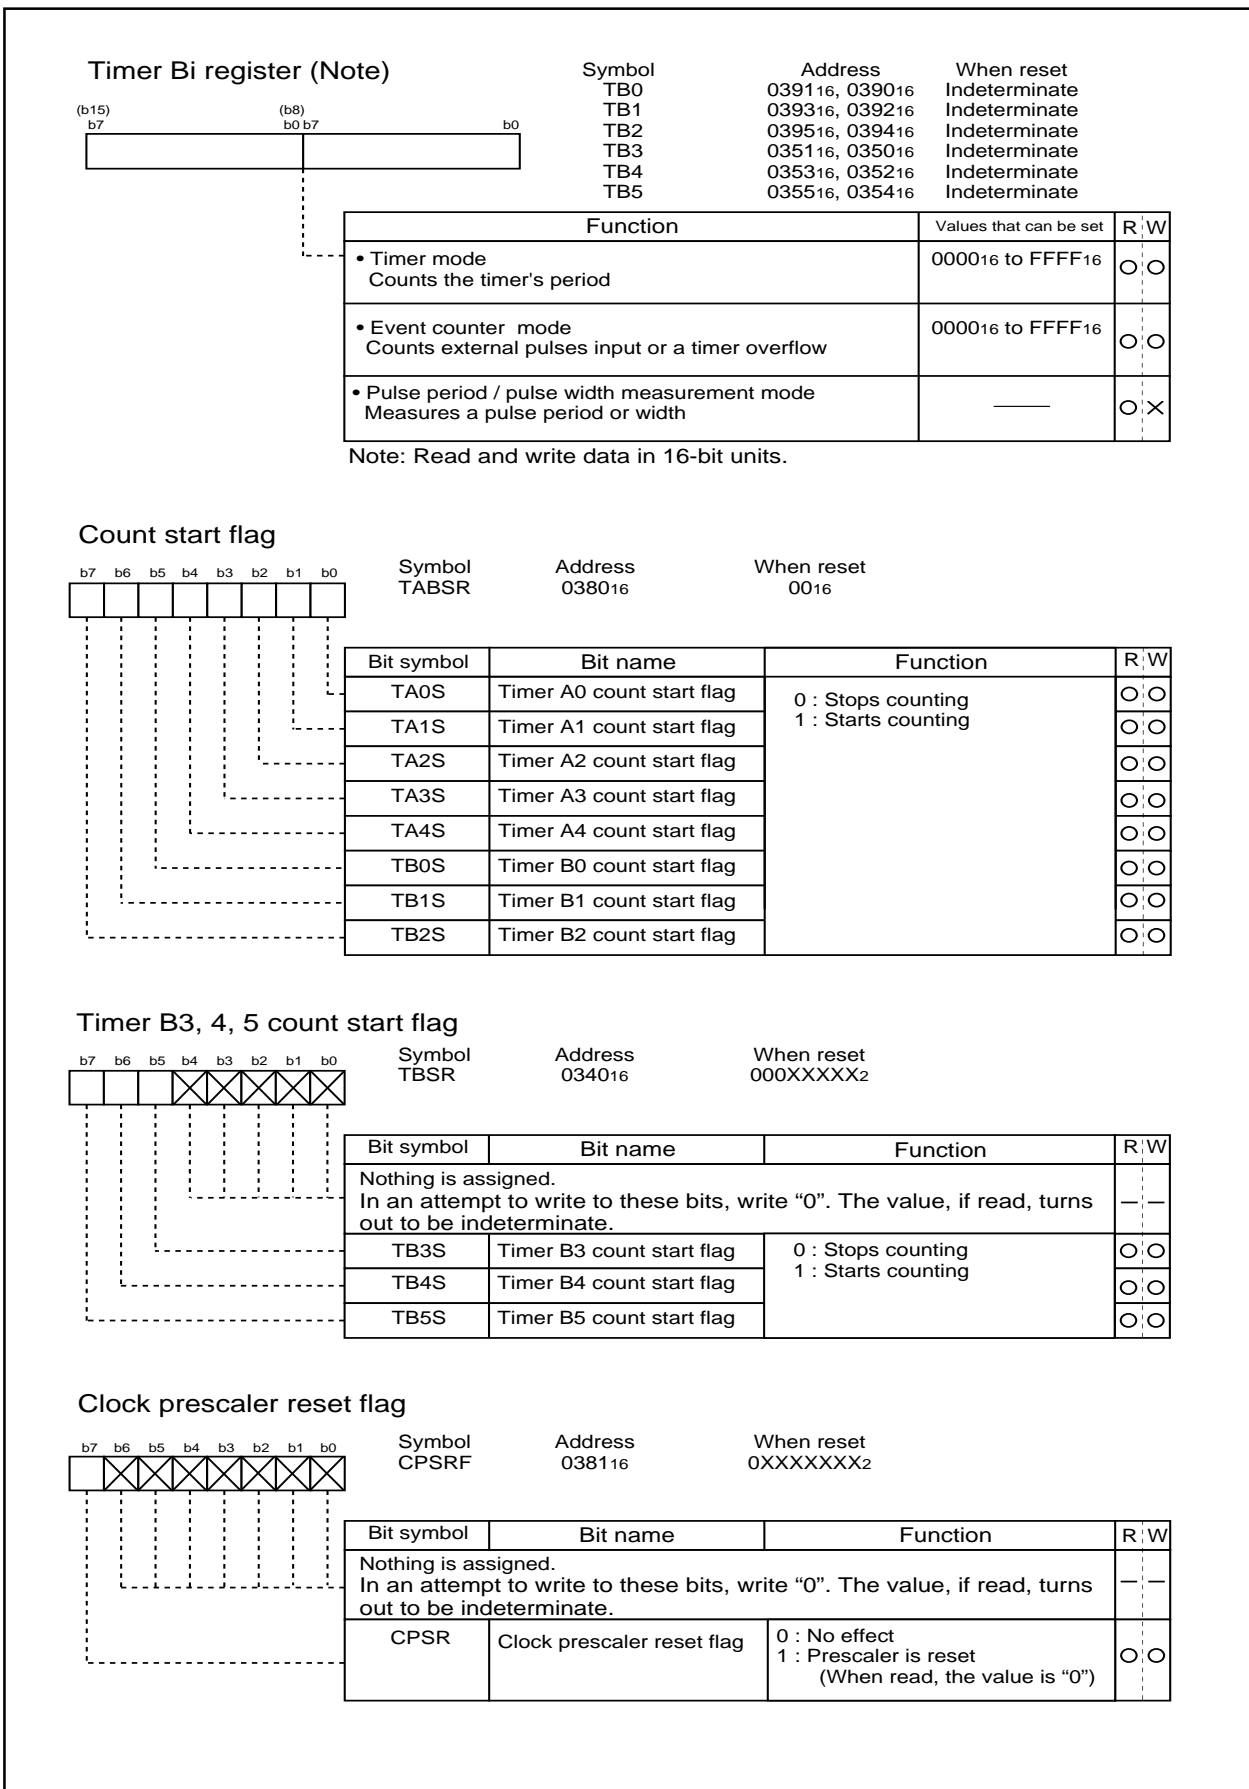 Timer Bi register (Note)
Symbol Address When reset
TB0 039116, 039016 Indeterminate
TB1 039316, 039216 Indeterminate
TB2 039516, 039416 Indeterminate
TB3 035116, 035016 Indeterminate
TB4 035316, 035216 Indeterminate
TB5 035516, 035416 Indeterminate
(b15) (b8)
b7 b0 b7 b0
Function Values that can be set R W
• Timer mode 000016 to FFFF16
Counts the timer's period
• Event counter mode 000016 to FFFF16
Counts external pulses input or a timer overflow
• Pulse period / pulse width measurement mode
Measures a pulse period or width
Note: Read and write data in 16-bit units.
Count start flag
b7 b6 b5 b4 b3 b2 b1 b0
Symbol Address When reset
TABSR 038016 0016
Bit symbol Bit name Function R W
TA0S Timer A0 count start flag 0 : Stops counting
TA1S Timer A1 count start flag 1 : Starts counting
TA2S Timer A2 count start flag
TA3S Timer A3 count start flag
TA4S Timer A4 count start flag
TB0S Timer B0 count start flag
TB1S Timer B1 count start flag
TB2S Timer B2 count start flag
Timer B3, 4, 5 count start flag
b7 b6 b5 b4 b3 b2 b1 b0
Symbol Address When reset
TBSR 034016 000XXXXX2
Bit symbol Bit name Function R W
Nothing is assigned.
In an attempt to write to these bits, write “0”. The value, if read, turns
out to be indeterminate.
TB3S Timer B3 count start flag 0 : Stops counting
TB4S Timer B4 count start flag 1 : Starts counting
TB5S Timer B5 count start flag
Clock prescaler reset flag
b7 b6 b5 b4 b3 b2 b1 b0
Symbol Address When reset
CPSRF 038116 0XXXXXXX2
Bit symbol Bit name Function R W
Nothing is assigned.
In an attempt to write to these bits, write “0”. The value, if read, turns
out to be indeterminate.
CPSR Clock prescaler reset flag 0 : No effect
1 : Prescaler is reset
(When read, the value is “0”)